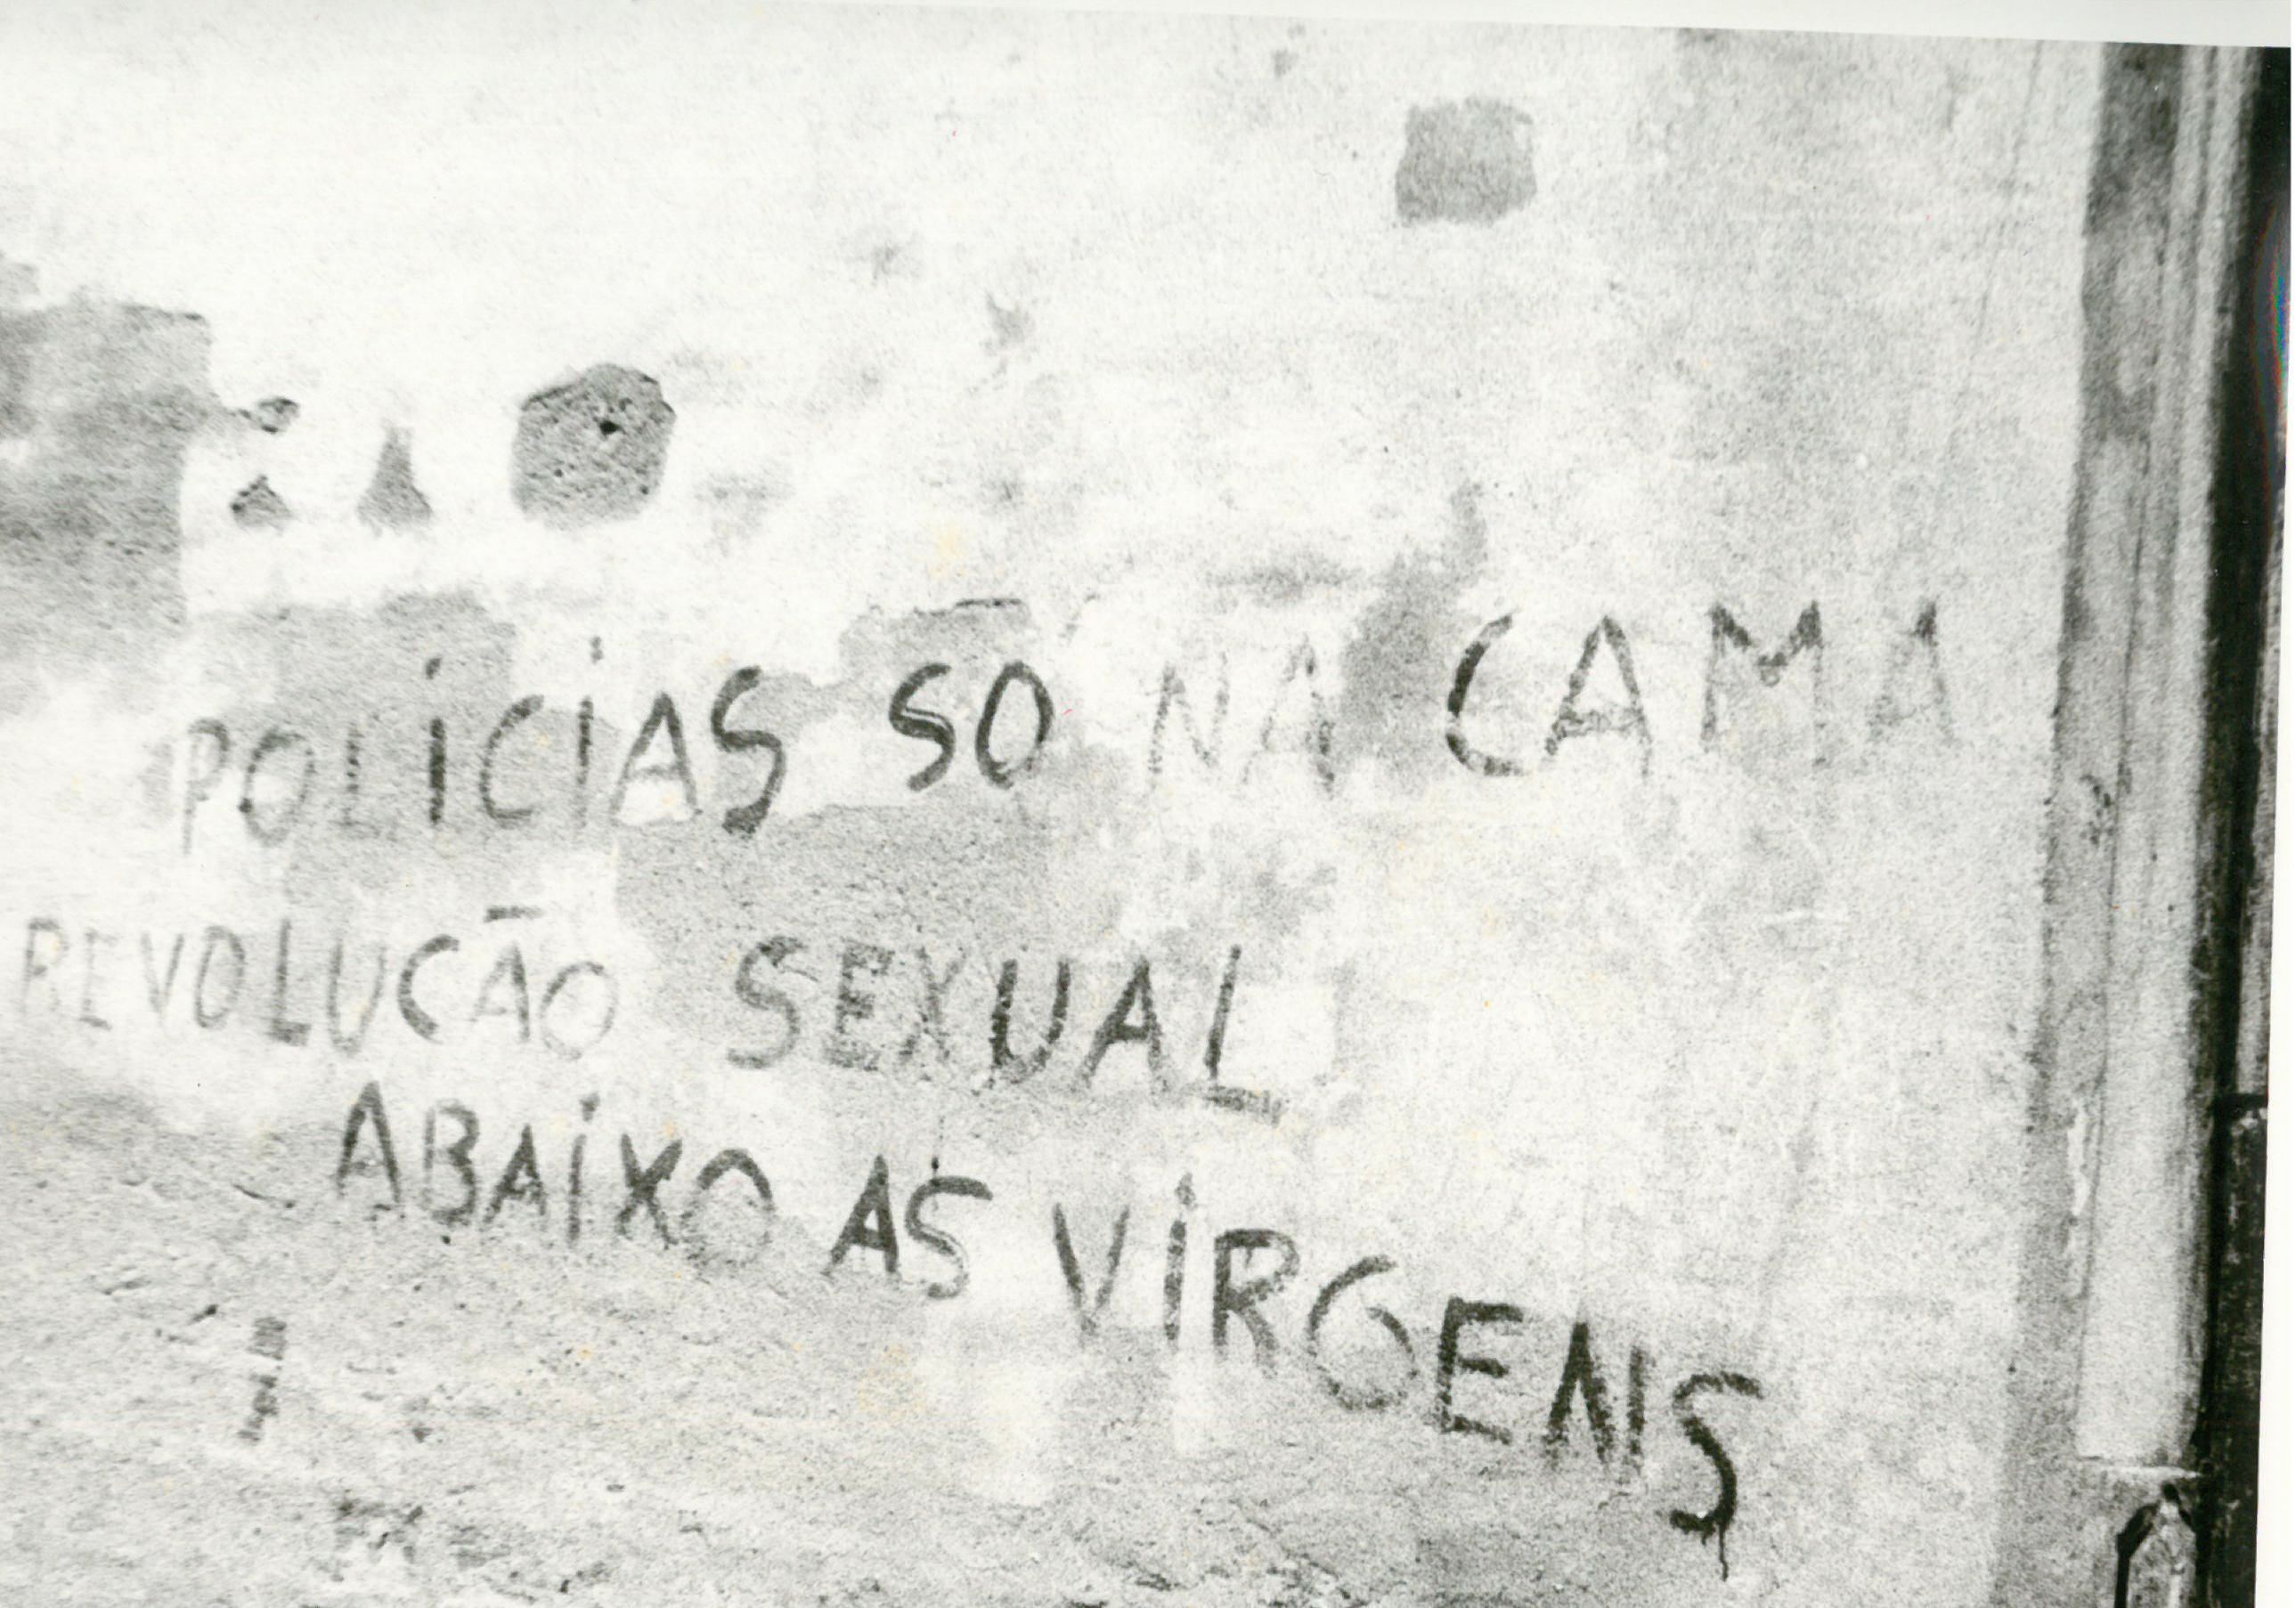 POLICIAS SO NA CAMA
REVOLUCÃO SEXUAL
ABAIXO AS VIRGENS